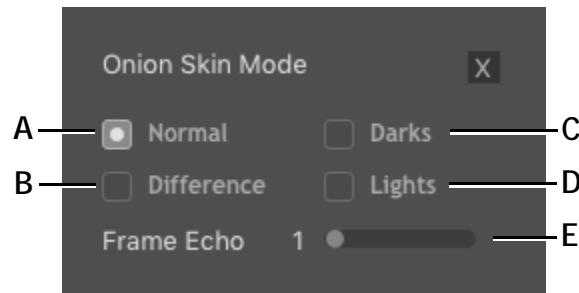 Onion Skin Mode X
A Normal Darks C
B Difference Lights D
Frame Echo 1 E